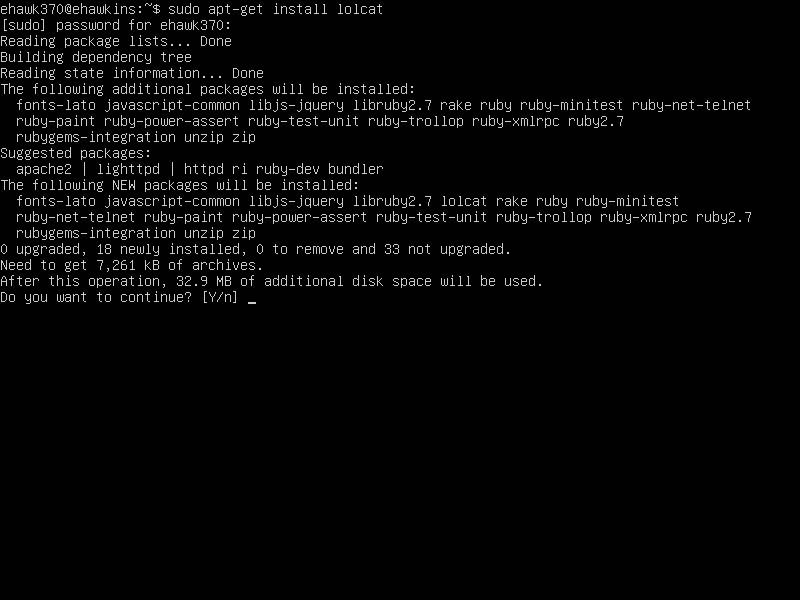 ehawk370@ehawkins:~$ sudo apt-get install lolcat
[sudo] password for ehawk370:
Reading package lists... Done
Building dependency tree
Reading state information... Done
The following additional packages will be installed:
  fonts-lato javascript-common libjs-jquery libruby2.7 rake ruby ruby-minitest ruby-net-telnet
  ruby-paint ruby-power-assert ruby-test-unit ruby-trollop ruby-xmlrpc ruby2.7
  rubygems-integration unzip zip
Suggested packages:
  apache2 | lighttpd | httpd ri ruby-dev bundler
The following NEW packages will be installed:
  fonts-lato javascript-common libjs-jquery libruby2.7 lolcat rake ruby ruby-minitest
  ruby-net-telnet ruby-paint ruby-power-assert ruby-test-unit ruby-trollop ruby-xmlrpc ruby2.7
  rubygems-integration unzip zip
0 upgraded, 18 newly installed, 0 to remove and 33 not upgraded.
Need to get 7,261 kB of archives.
After this operation, 32.9 MB of additional disk space will be used.
Do you want to continue? [Y/n] _